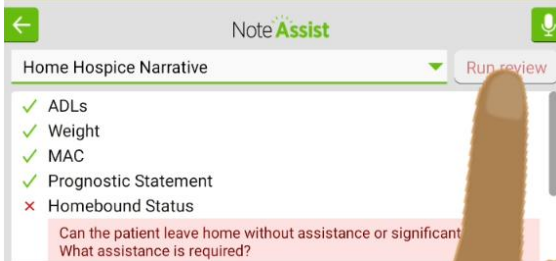 NoteAssist
Home Hospice Narrative
Run review
ADLs
Weight
MAC
Prognostic Statement
Homebound Status
Can the patient leave home without assistance or significant
What assistance is required?